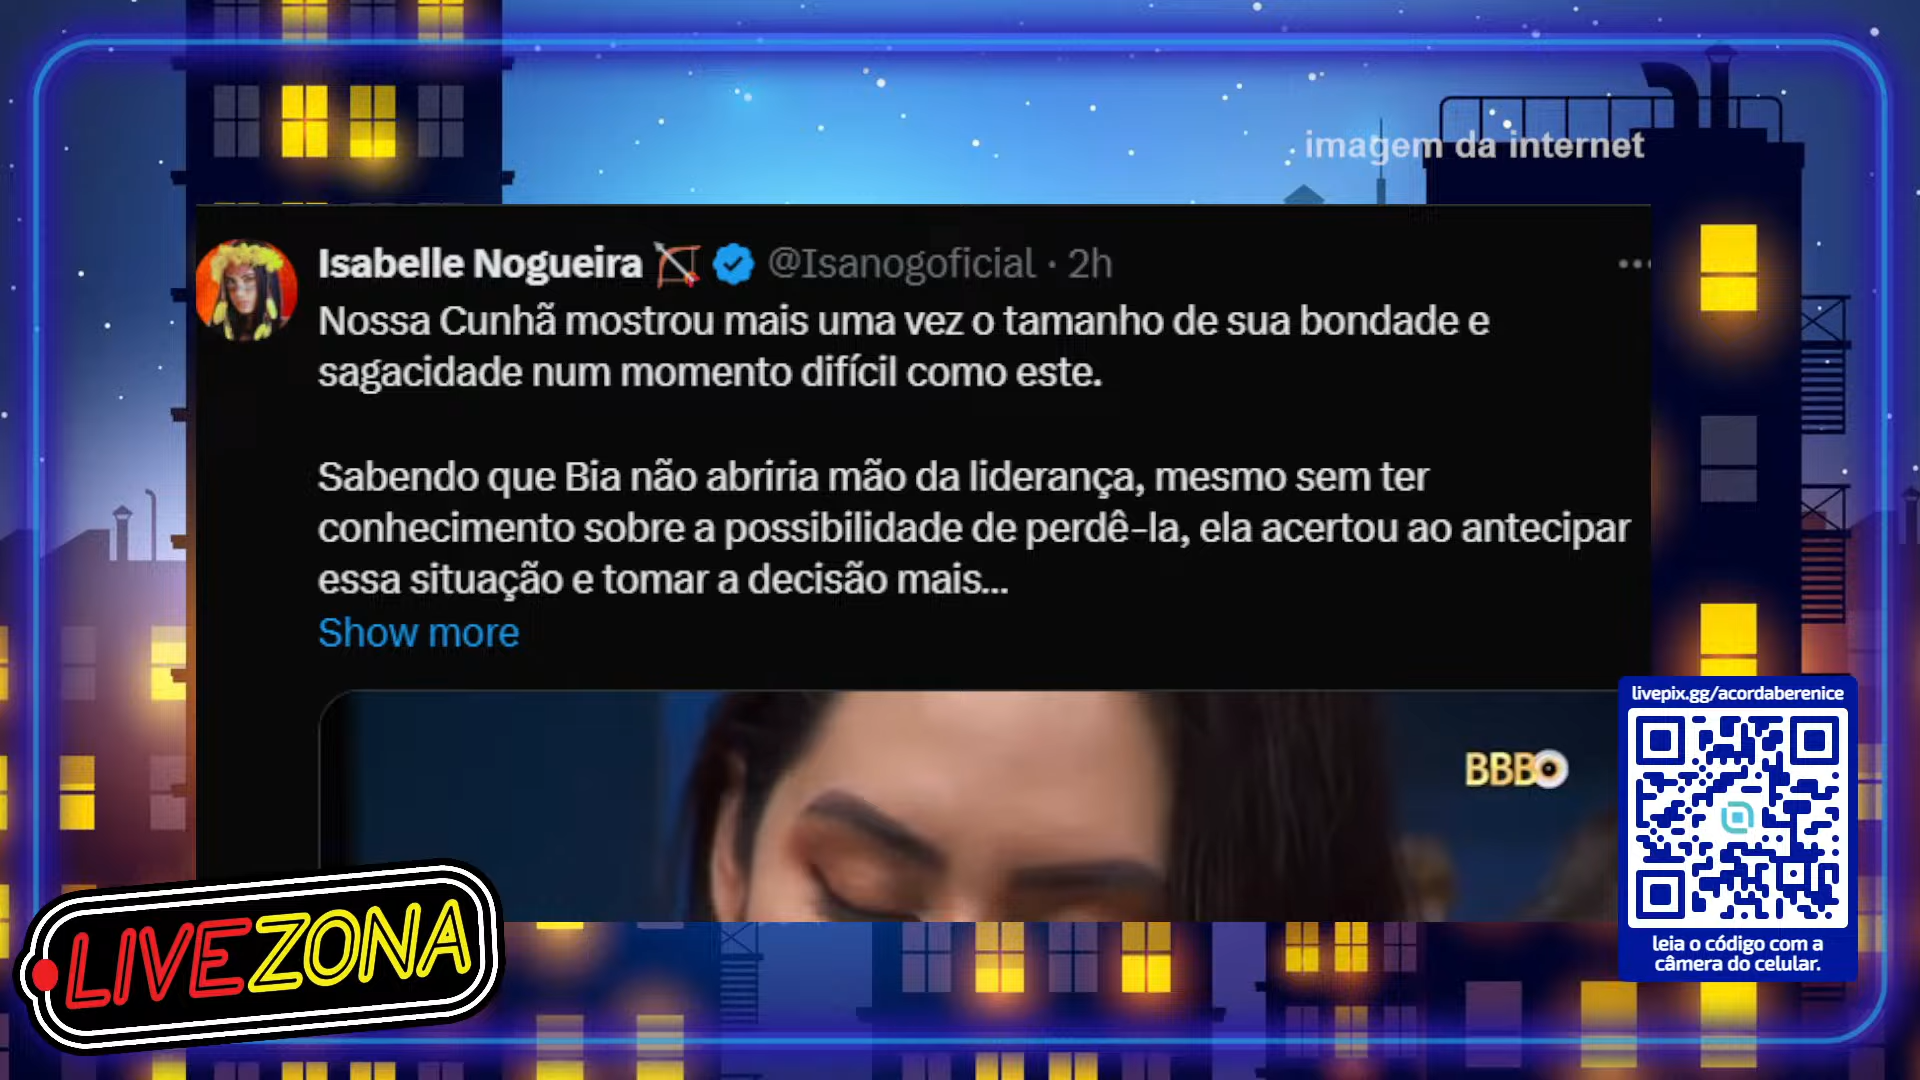 imagem da internet
Isabelle Nogueira @Isanogoficial · 2h
Nossa Cunhã mostrou mais uma vez o tamanho de sua bondade e
sagacidade num momento difícil como este.
Sabendo que Bia não abriria mão da liderança, mesmo sem ter
conhecimento sobre a possibilidade de perdê-la, ela acertou ao antecipar
essa situação e tomar a decisão mais...
Show more
BBB
livepix.gg/acordaberenice
leia o código com a
câmera do celular.
LIVEZONA